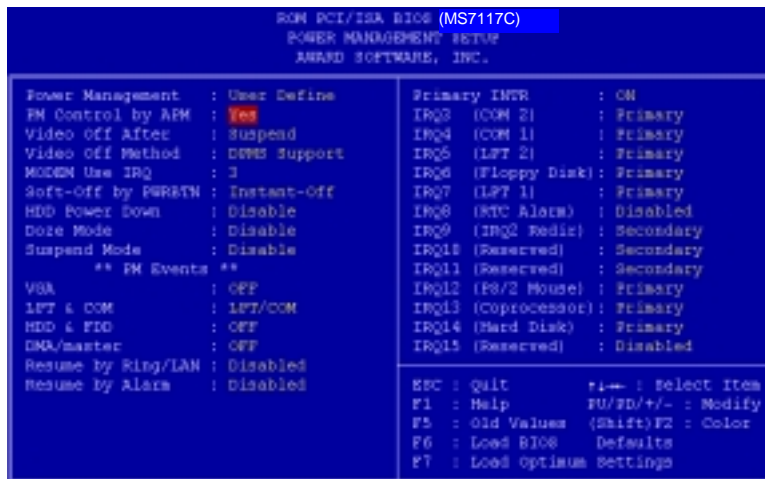 ROM PCI/ISA BIOS (MS7117C)
POWER MANAGEMENT SETUP
AWARD SOFTWARE, INC.
Power Management : User Define
PM Control by APM : Yes
Video Off After : Suspend
Video Off Method : DPMS Support
MODEM Use IRQ : 3
Soft-Off by PWRBTN : Instant-Off
HDD Power Down : Disable
Doze Mode : Disable
Suspend Mode : Disable
** PM Events **
VGA : OFF
LPT & COM : LPT/COM
HDD & FDD : OFF
DMA/master : OFF
Resume by Ring/LAN : Disabled
Resume by Alarm : Disabled
Primary INTR : ON
IRQ3 (COM 2) : Primary
IRQ4 (COM 1) : Primary
IRQ5 (LPT 2) : Primary
IRQ6 (Floppy Disk): Primary
IRQ7 (LPT 1) : Primary
IRQ8 (RTC Alarm) : Disabled
IRQ9 (IRQ2 Redir) : Secondary
IRQ10 (Reserved) : Secondary
IRQ11 (Reserved) : Secondary
IRQ12 (PS/2 Mouse) : Primary
IRQ13 (Coprocessor): Primary
IRQ14 (Hard Disk) : Primary
IRQ15 (Reserved) : Disabled
ESC : Quit ↑↓→← : Select Item
F1 : Help PU/PD/+/- : Modify
F5 : Old Values (Shift)F2 : Color
F6 : Load BIOS Defaults
F7 : Load Optimum Settings